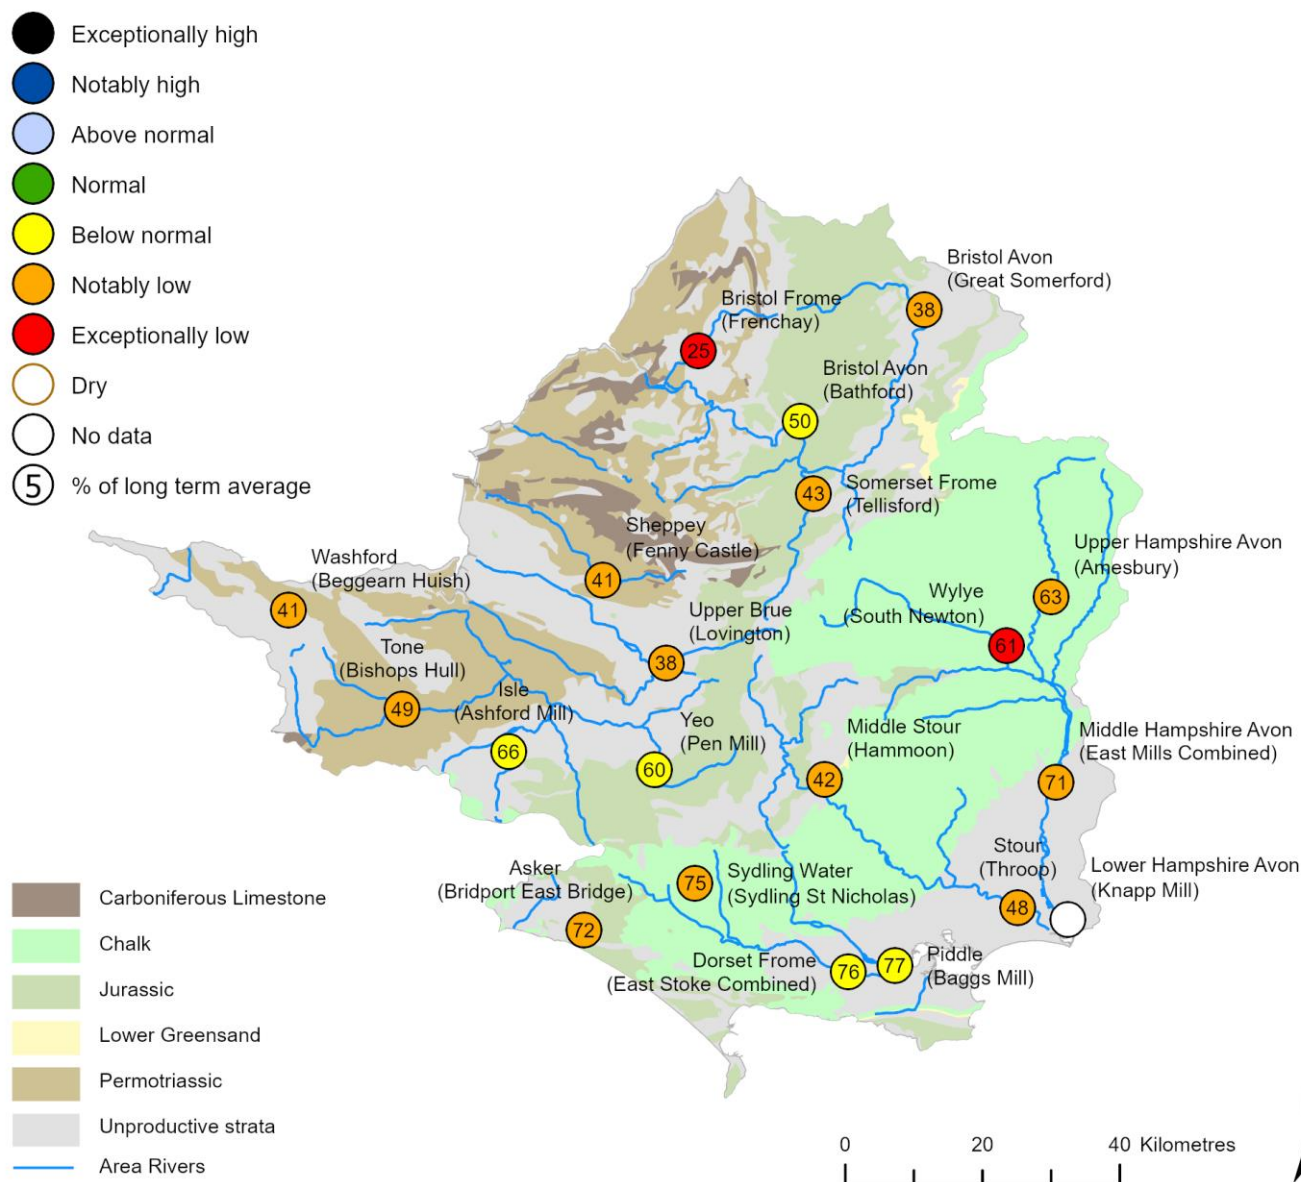 Exceptionally high
Notably high
Above normal
Normal
Below normal
Notably low
Exceptionally low
Dry
No data
5 % of long term average
Bristol Avon
(Great Somerford)
38
Bristol Frome
(Frenchay)
25
Bristol Avon
(Bathford)
50
Somerset Frome
(Tellisford)
43
Sheppey
(Fenny Castle)
41
Washford
(Beggearn Huish)
41
Upper Hampshire Avon
(Amesbury)
63
Wylye
(South Newton)
61
Upper Brue
(Lovington)
38
Tone
(Bishops Hull)
49
Isle
(Ashford Mill)
66
Yeo
(Pen Mill)
60
Middle Stour
(Hammoon)
42
Middle Hampshire Avon
(East Mills Combined)
71
Stour
(Throop)
48
Lower Hampshire Avon
(Knapp Mill)
Asker
(Bridport East Bridge)
72
Sydling Water
(Sydling St Nicholas)
75
Dorset Frome
(East Stoke Combined)
76
Piddle
(Baggs Mill)
77
Carboniferous Limestone
Chalk
Jurassic
Lower Greensand
Permotriassic
Unproductive strata
Area Rivers
0 20 40 Kilometres